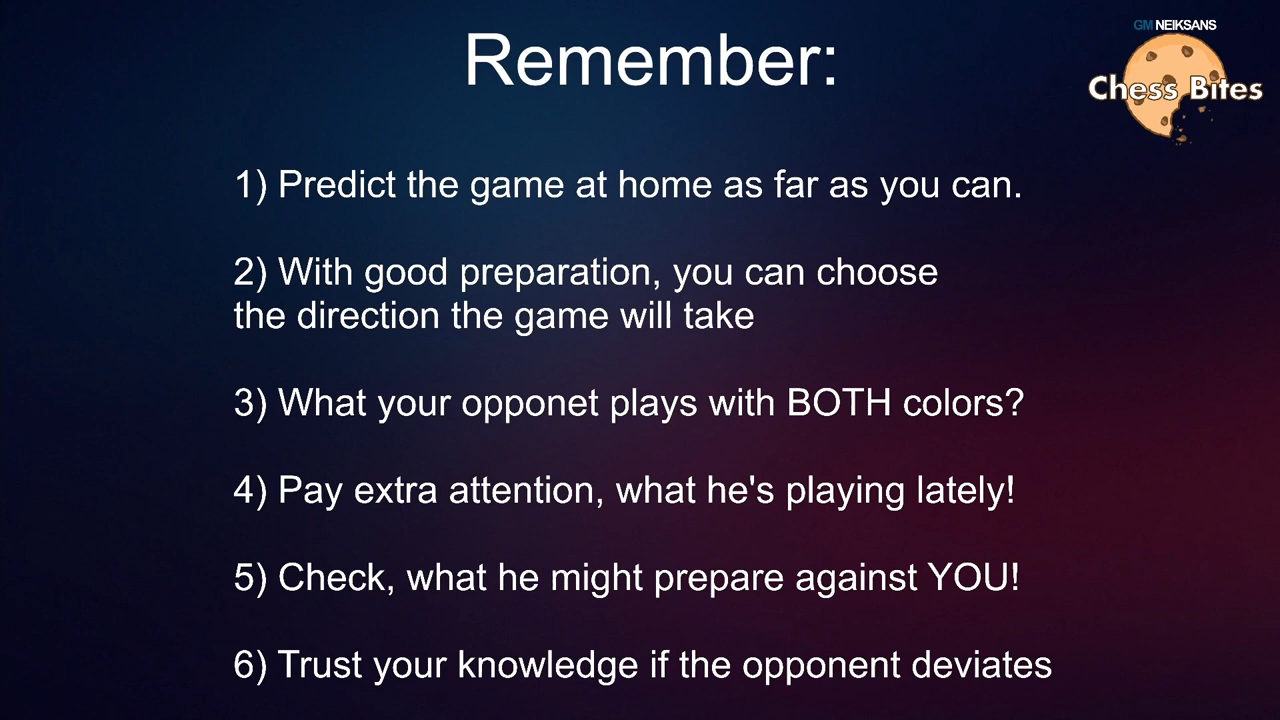 Remember:
GM NEIKSANS
Chess Bites
1) Predict the game at home as far as you can.
2) With good preparation, you can choose
the direction the game will take
3) What your opponet plays with BOTH colors?
4) Pay extra attention, what he's playing lately!
5) Check, what he might prepare against YOU!
6) Trust your knowledge if the opponent deviates